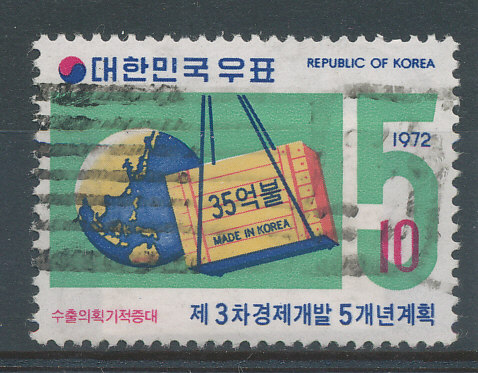 대한민국우표
REPUBLIC OF KOREA
5
1972
35억불
MADE IN KOREA
10
수출의획기적증대
제 3차경제개발 5개년계획